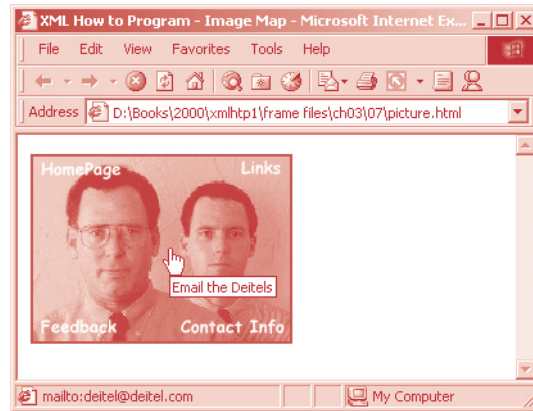 XML How to Program - Image Map - Microsoft Internet Ex...
File Edit View Favorites Tools Help
Address D:\Books\2000\xmlhtp1\frame files\ch03\07\picture.html
HomePage Links
Email the Deitels
Feedback Contact Info
mailto:deitel@deitel.com My Computer